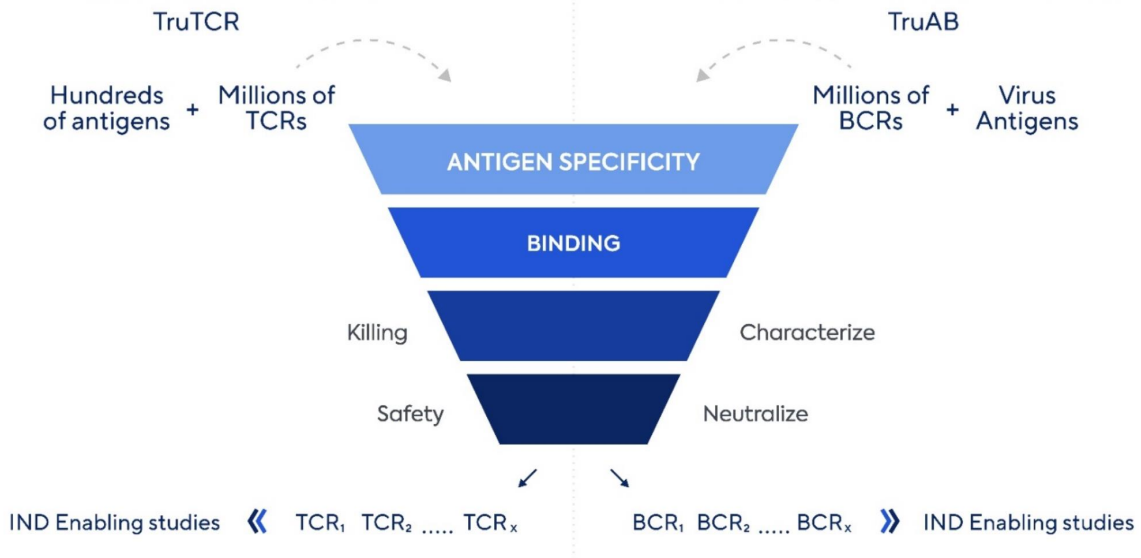 TruTCR
TruAB
Hundreds
of antigens
+
Millions of
TCRs
Millions of
BCRs
+
Virus
Antigens
ANTIGEN SPECIFICITY
BINDING
Killing
Characterize
Safety
Neutralize
IND Enabling studies « TCR₁ TCR₂ ..... TCRₓ
BCR₁ BCR₂ ..... BCRₓ » IND Enabling studies